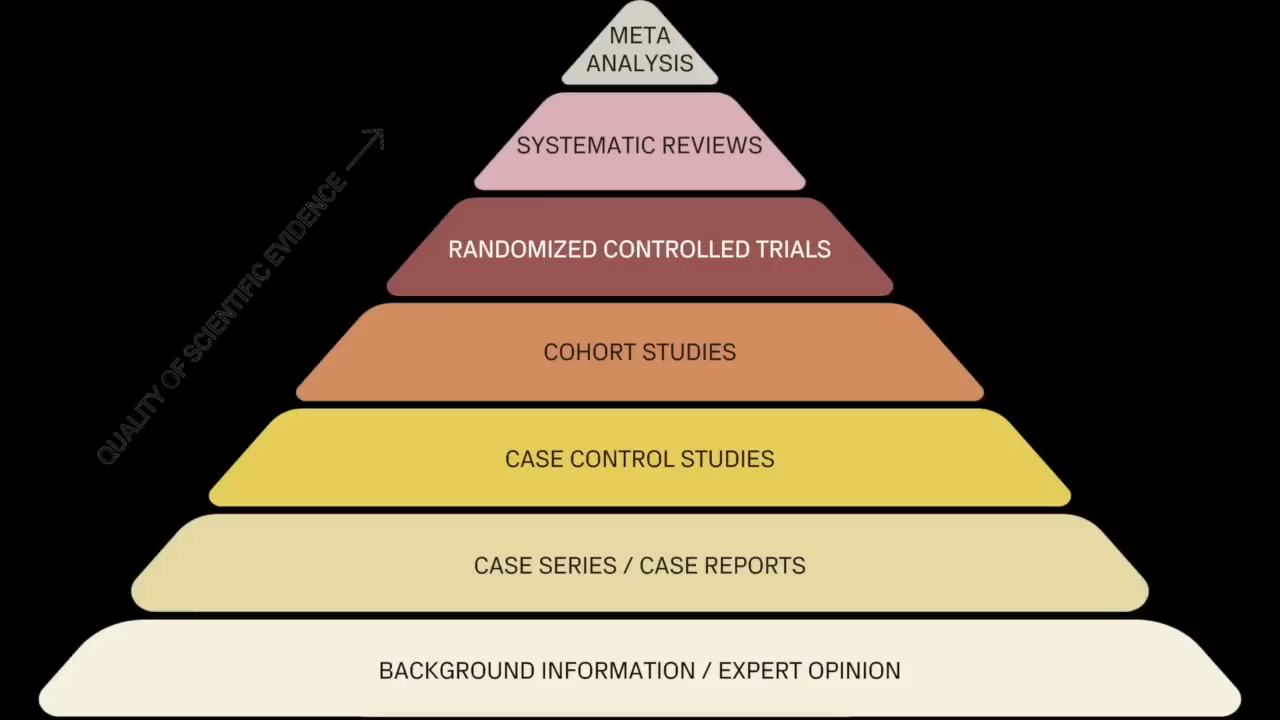 META
ANALYSIS
SYSTEMATIC REVIEWS
RANDOMIZED CONTROLLED TRIALS
COHORT STUDIES
CASE CONTROL STUDIES
CASE SERIES / CASE REPORTS
BACKGROUND INFORMATION / EXPERT OPINION
QUALITY OF SCIENTIFIC EVIDENCE